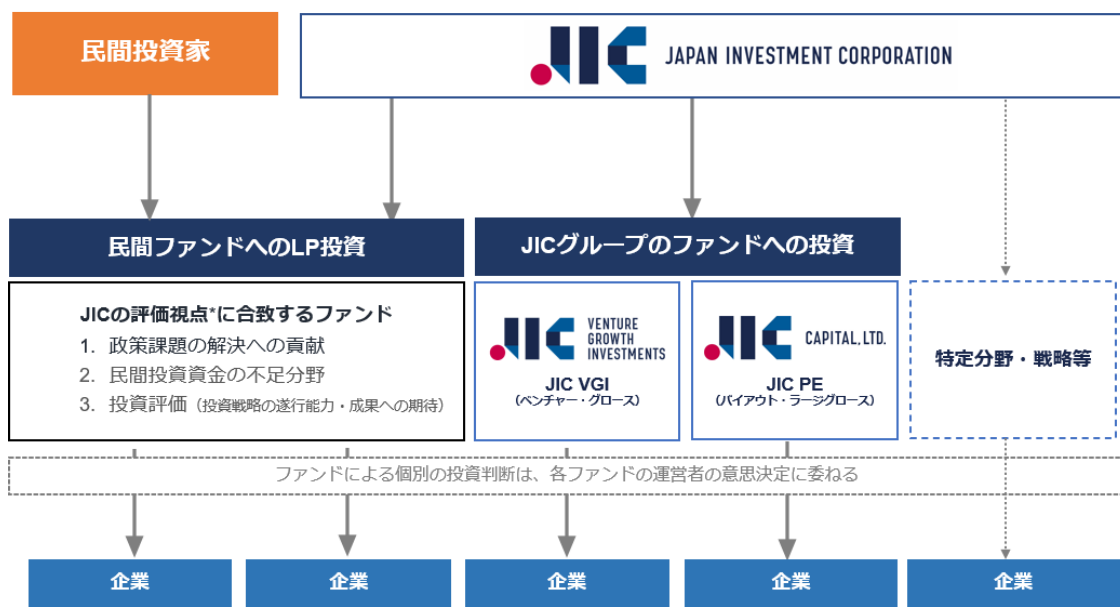 民間投資家
JIC JAPAN INVESTMENT CORPORATION
民間ファンドへのLP投資
JICグループのファンドへの投資
JICの評価視点*に合致するファンド
1. 政策課題の解決への貢献
2. 民間投資資金の不足分野
3. 投資評価（投資戦略の遂行能力・成果への期待）
JIC VENTURE
GROWTH
INVESTMENTS
JIC VGI
（ベンチャー・グロース）
JIC CAPITAL, LTD.
JIC PE
（バイアウト・ラージグロース）
特定分野・戦略等
ファンドによる個別の投資判断は、各ファンドの運営者の意思決定に委ねる
企業
企業
企業
企業
企業